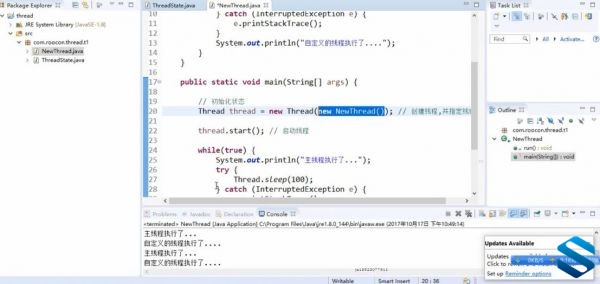 Package Explorer
ThreadState.java
*NewThread.java
Task List
thread
JRE System Library [JavaSE-1.8]
src
com.roocon.thread.t1
NewThread.java
ThreadState.java
10 } catch (InterruptedException e) {
11 e.printStackTrace();
12 }
13 System.out.println("自定义的线程执行了....");
14 }
15 }
16
17 public static void main(String[] args) {
18
19 // 初始化状态
20 Thread thread = new Thread(new NewThread()); // 创建线程,并指定线
21
22 thread.start(); // 启动线程
23
24 while(true) {
25 System.out.println("主线程执行了...");
26 try {
27 Thread.sleep(100);
28 } catch (InterruptedException e) {
Find
All
Activate...
Outline
com.roocon.thread.t1
NewThread
run() : void
main(String[]) : void
Problems
Javadoc
Declaration
Console
<terminated> NewThread [Java Application] C:\Program Files\Java\jre1.8.0_144\bin\javaw.exe (2017年10月17日 下午10:49:14)
主线程执行了...
自定义的线程执行了....
主线程执行了...
自定义的线程执行了....
Updates Available
Updates
Click to re
Set up Reminder options
0KB/S
Writable
Smart Insert
20 : 36